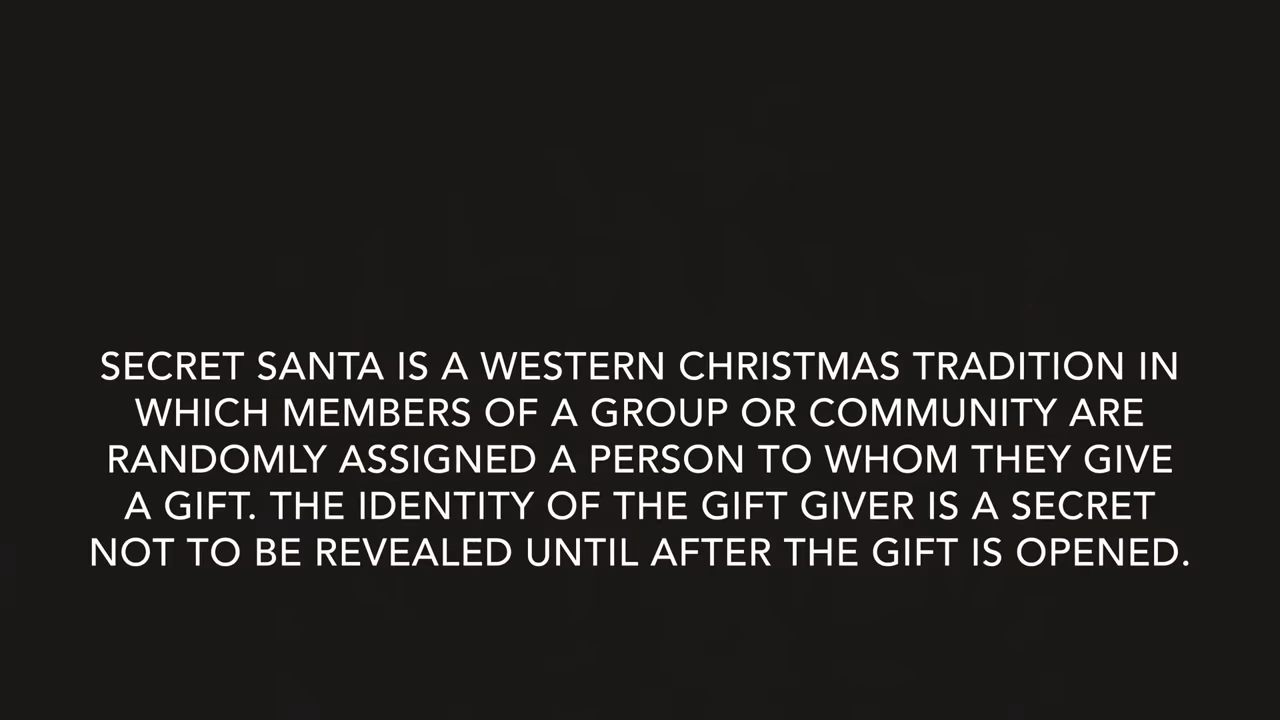 SECRET SANTA IS A WESTERN CHRISTMAS TRADITION IN
WHICH MEMBERS OF A GROUP OR COMMUNITY ARE
RANDOMLY ASSIGNED A PERSON TO WHOM THEY GIVE
A GIFT. THE IDENTITY OF THE GIFT GIVER IS A SECRET
NOT TO BE REVEALED UNTIL AFTER THE GIFT IS OPENED.